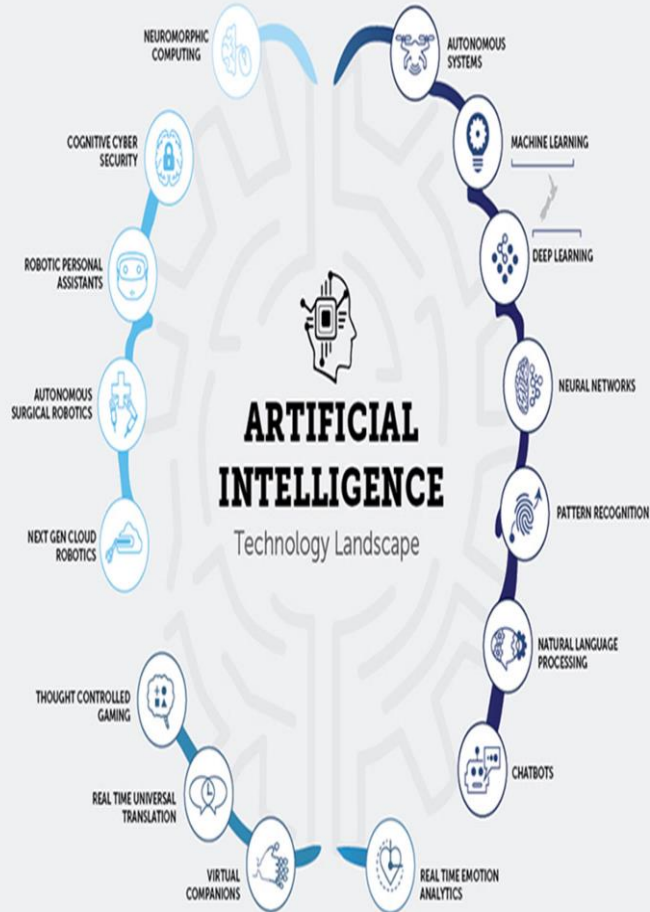 NEUROMORPHIC
COMPUTING
AUTONOMOUS
SYSTEMS
COGNITIVE CYBER
SECURITY
MACHINE LEARNING
ROBOTIC PERSONAL
ASSISTANTS
DEEP LEARNING
AUTONOMOUS
SURGICAL ROBOTICS
NEURAL NETWORKS
ARTIFICIAL
INTELLIGENCE
Technology Landscape
NEXT GEN CLOUD
ROBOTICS
PATTERN RECOGNITION
NATURAL LANGUAGE
PROCESSING
THOUGHT CONTROLLED
GAMING
CHATBOTS
REAL TIME UNIVERSAL
TRANSLATION
VIRTUAL
COMPANIONS
REAL TIME EMOTION
ANALYTICS